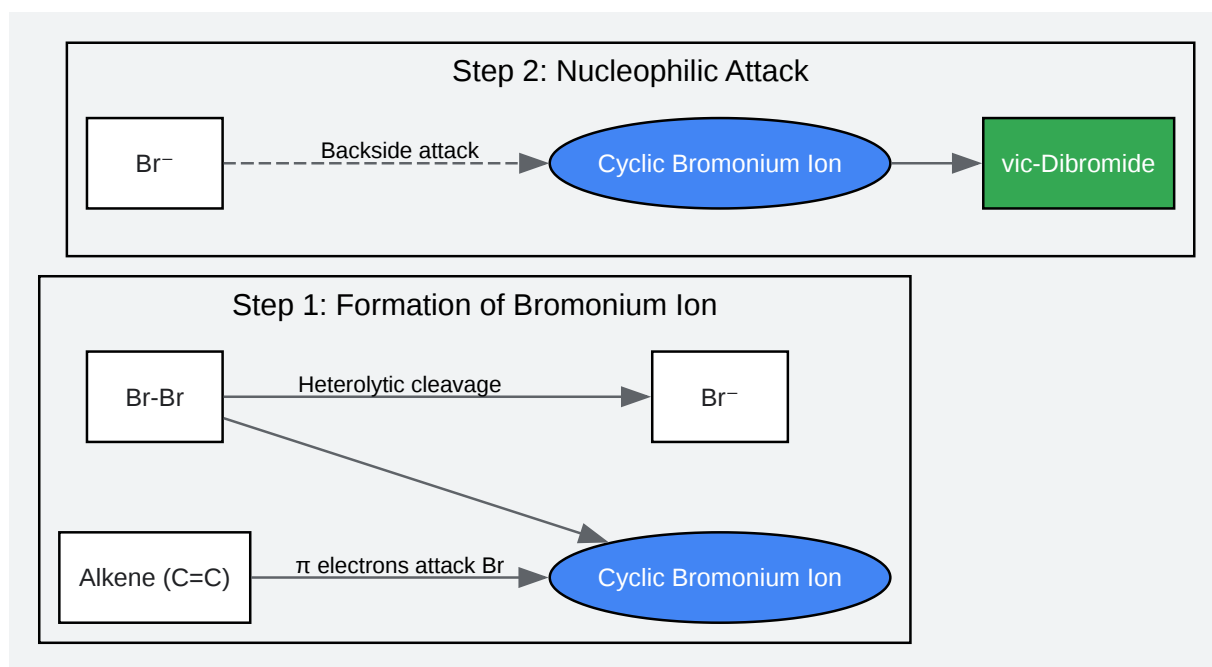 Step 2: Nucleophilic Attack
Br⁻
Backside attack
Cyclic Bromonium Ion
vic-Dibromide
Step 1: Formation of Bromonium Ion
Br-Br
Heterolytic cleavage
Br⁻
Alkene (C=C)
π electrons attack Br
Cyclic Bromonium Ion